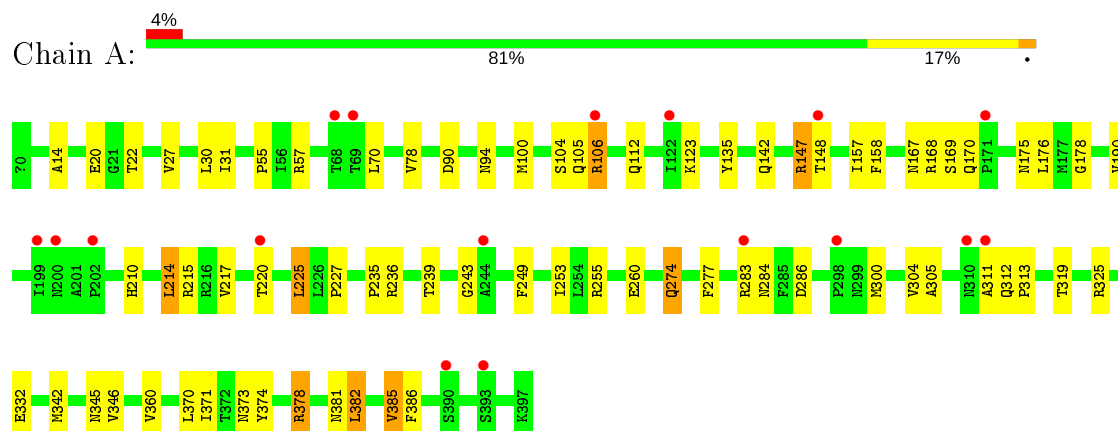 4%
Chain A:
81% 17% •
?0 A14 E20 G21 T22 V27 L30 I31 P55 I56 R57 T68 T69 L70 V78 D90 N94 M100 S104 Q105 R106 Q112 I122 K123 Y135 Q142 R147 T148 I157 F158 N167 R168 S169 Q170 P171 N175 L176 M177 G178 V190
I199 N200 A201 P202 H210 L214 R215 R216 V217 T220 L225 L226 P227 P235 R236 T239 G243 A244 F249 I253 L254 R255 E260 Q274 F277 R283 N284 F285 D286 P298 N299 M300 V304 A305 N310 A311 Q312 P313 T319 R325
E332 M342 N345 V346 V360 L370 I371 T372 N373 Y374 R378 N381 L382 V385 F386 S390 S393 K397